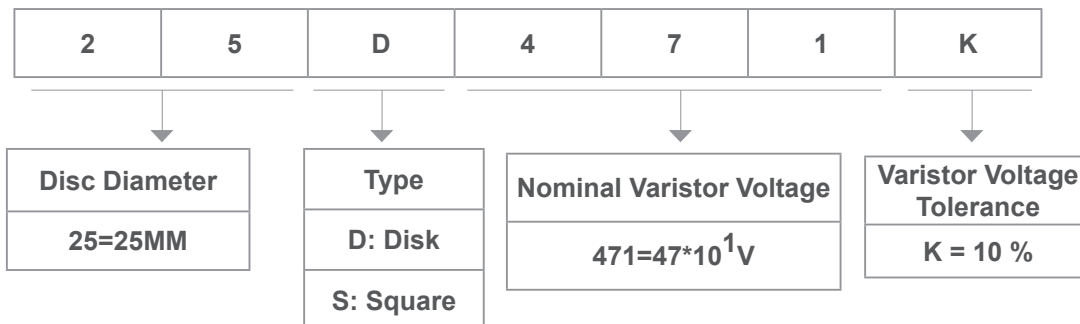 2 5 D 4 7 1 K
Disc Diameter
25=25MM
Type
D: Disk
S: Square
Nominal Varistor Voltage
471=47*10¹V
Varistor Voltage
Tolerance
K = 10 %